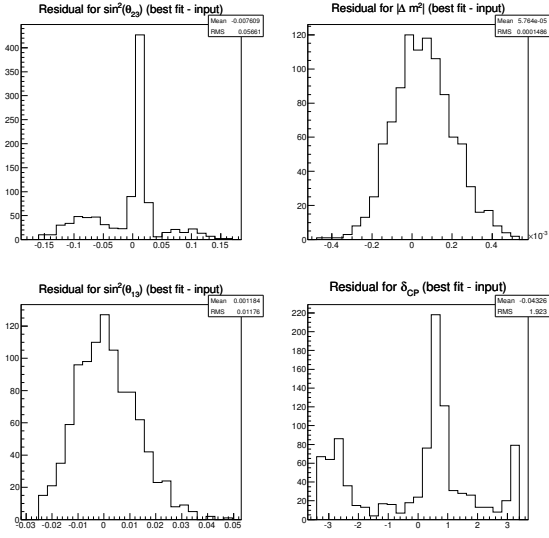 Residual for sin²(θ₂₃) (best fit - input)
Mean -0.007609
RMS 0.05661
400
350
300
250
200
150
100
50
0
-0.15 -0.1 -0.05 0 0.05 0.1 0.15
Residual for |Δ m²| (best fit - input)
Mean 5.764e-05
RMS 0.0001486
120
100
80
60
40
20
0
-0.4 -0.2 0 0.2 0.4
×10⁻³
Residual for sin²(θ₁₃) (best fit - input)
Mean 0.001184
RMS 0.01176
120
100
80
60
40
20
0
-0.03 -0.02 -0.01 0 0.01 0.02 0.03 0.04 0.05
Residual for δCP (best fit - input)
Mean -0.04326
RMS 1.923
220
200
180
160
140
120
100
80
60
40
20
0
-3 -2 -1 0 1 2 3